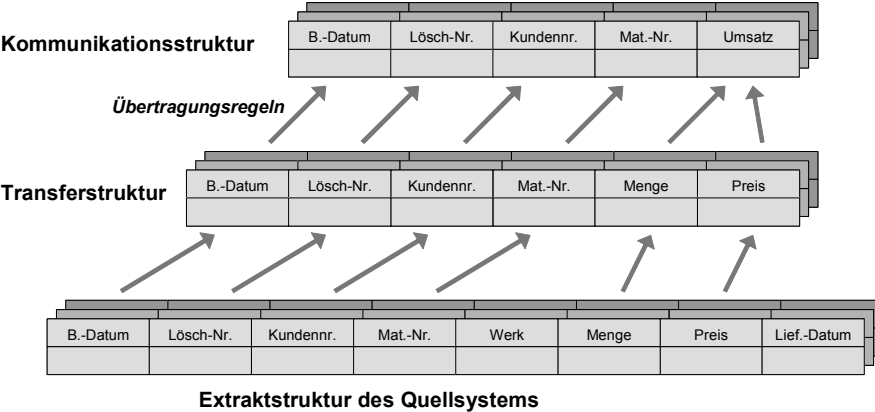 B.-Datum Lösch-Nr. Kundennr. Mat.-Nr. Umsatz
Kommunikationsstruktur
Übertragungsregeln
B.-Datum Lösch-Nr. Kundennr. Mat.-Nr. Menge Preis
Transferstruktur
B.-Datum Lösch-Nr. Kundennr. Mat.-Nr. Werk Menge Preis Lief.-Datum
Extraktstruktur des Quellsystems